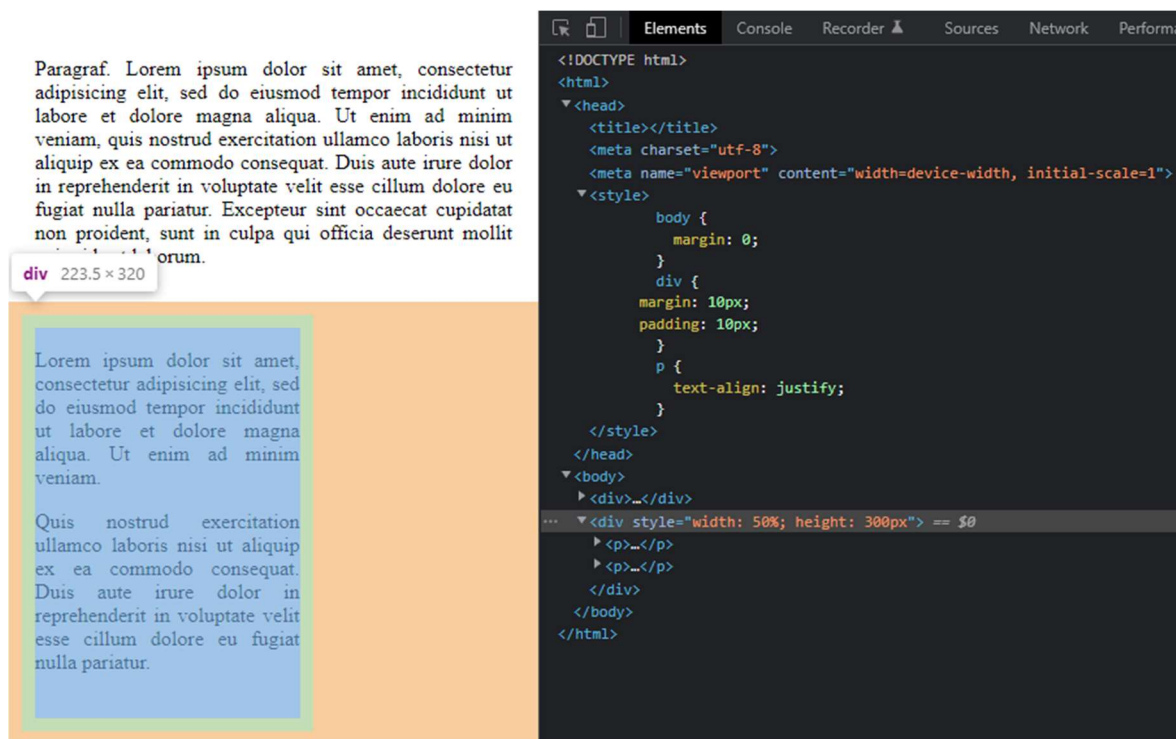 Paragraf. Lorem ipsum dolor sit amet, consectetur
adipisicing elit, sed do eiusmod tempor incididunt ut
labore et dolore magna aliqua. Ut enim ad minim
veniam, quis nostrud exercitation ullamco laboris nisi ut
aliquip ex ea commodo consequat. Duis aute irure dolor
in reprehenderit in voluptate velit esse cillum dolore eu
fugiat nulla pariatur. Excepteur sint occaecat cupidatat
non proident, sunt in culpa qui officia deserunt mollit
orum.
div 223.5 × 320
Lorem ipsum dolor sit amet,
consectetur adipisicing elit, sed
do eiusmod tempor incididunt
ut labore et dolore magna
aliqua. Ut enim ad minim
veniam.
Quis nostrud exercitation
ullamco laboris nisi ut aliquip
ex ea commodo consequat.
Duis aute irure dolor in
reprehenderit in voluptate velit
esse cillum dolore eu fugiat
nulla pariatur.
Elements Console Recorder Sources Network Performa
<!DOCTYPE html>
<html>
<head>
<title></title>
<meta charset="utf-8">
<meta name="viewport" content="width=device-width, initial-scale=1">
<style>
body {
margin: 0;
}
div {
margin: 10px;
padding: 10px;
}
p {
text-align: justify;
}
</style>
</head>
<body>
<div>…</div>
<div style="width: 50%; height: 300px"> == $0
<p>…</p>
<p>…</p>
</div>
</body>
</html>